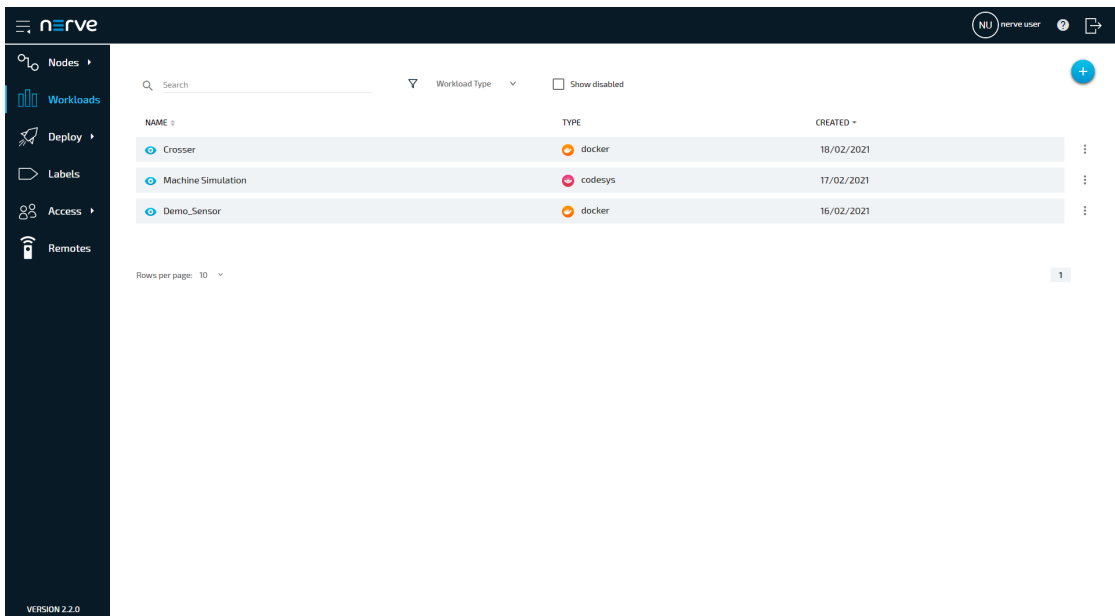 nerve
NU nerve user ?
Nodes
Workloads
Deploy
Labels
Access
Remotes
VERSION 2.2.0
Search Workload Type Show disabled
NAME TYPE CREATED
Crosser docker 18/02/2021
Machine Simulation codesys 17/02/2021
Demo_Sensor docker 16/02/2021
Rows per page: 10 1